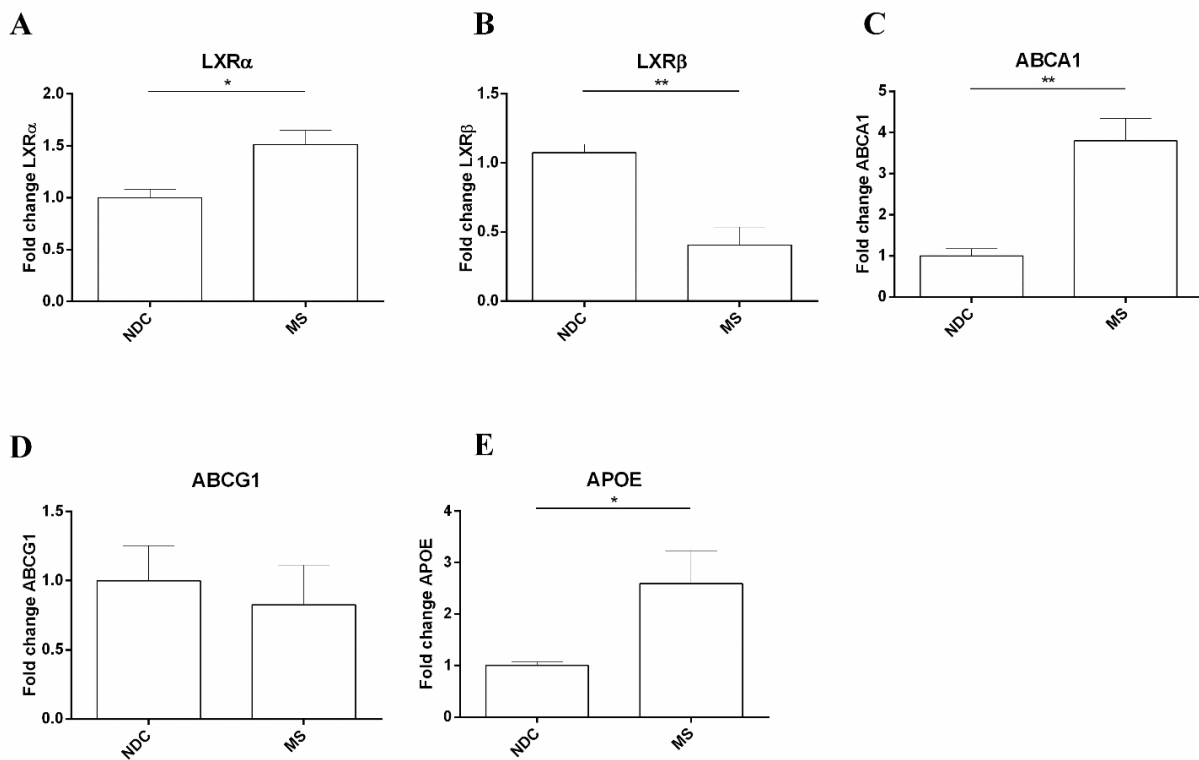 A
LXRα
*
Fold change LXRα
2.0
1.5
1.0
0.5
0.0
NDC
MS
B
LXRβ
**
Fold change LXRβ
1.5
1.0
0.5
0.0
NDC
MS
C
ABCA1
**
Fold change ABCA1
5
4
3
2
1
0
NDC
MS
D
ABCG1
Fold change ABCG1
1.5
1.0
0.5
0.0
NDC
MS
E
APOE
*
Fold change APOE
4
3
2
1
0
NDC
MS